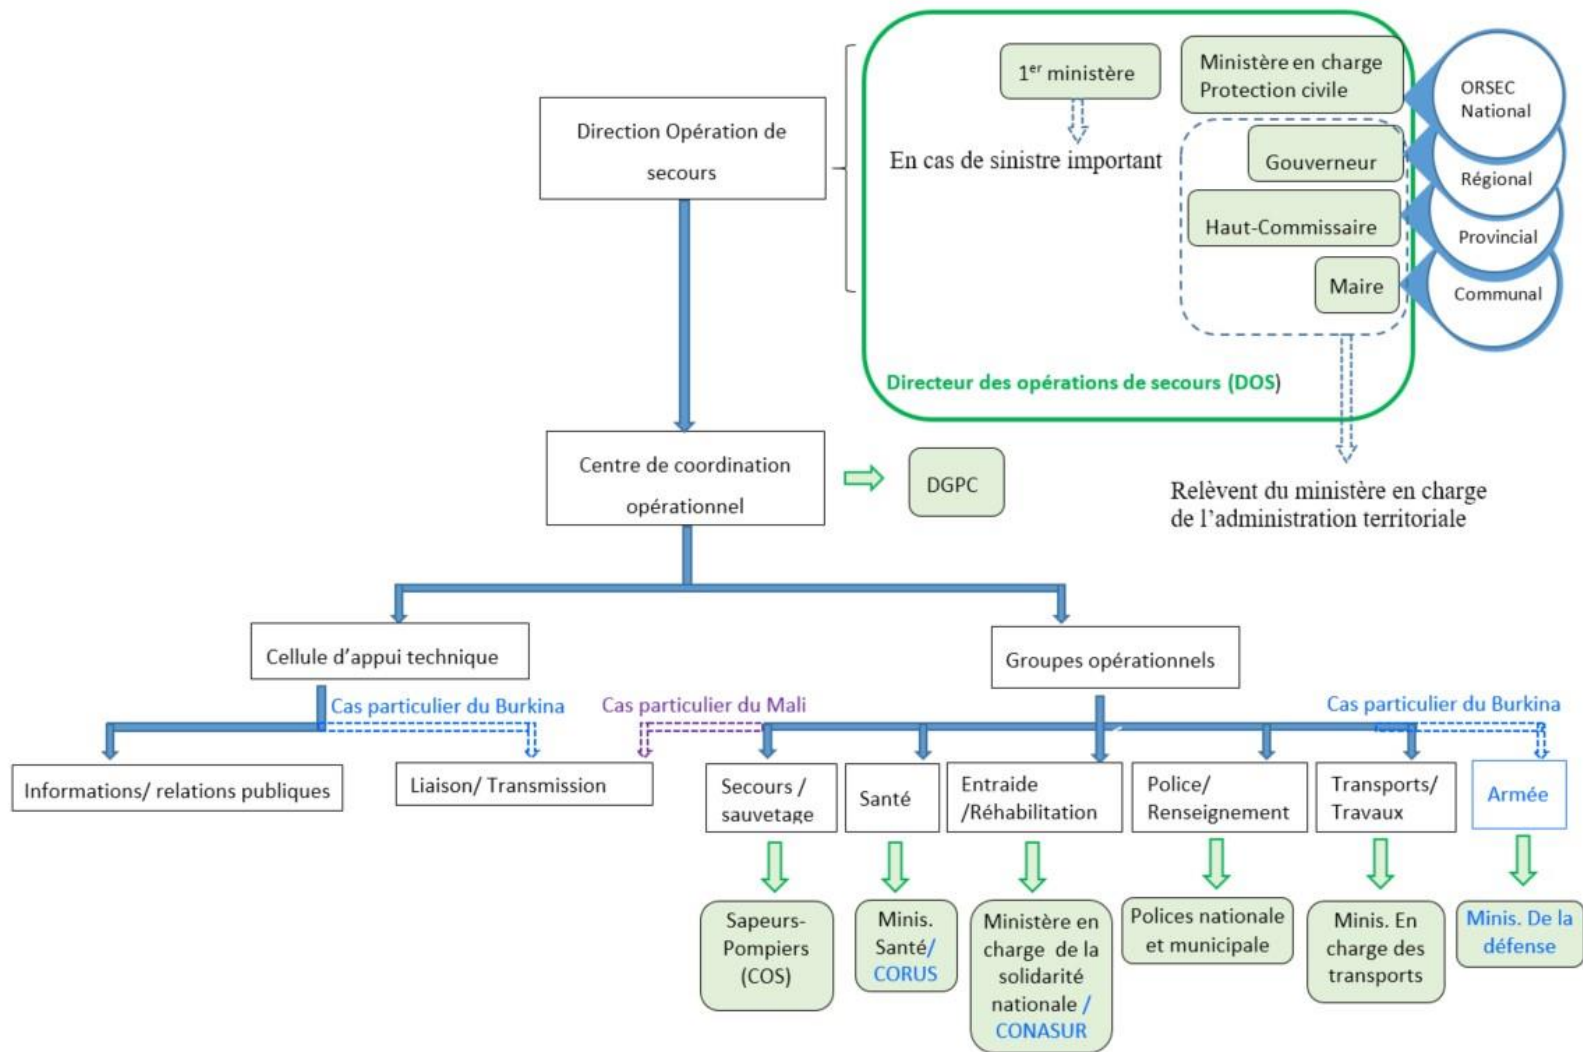 Direction Opération de
secours
1er ministère
En cas de sinistre important
Ministère en charge
Protection civile
Gouverneur
Haut-Commissaire
Maire
ORSEC
National
Régional
Provincial
Communal
Directeur des opérations de secours (DOS)
Centre de coordination
opérationnel
DGPC
Relèvent du ministère en charge
de l’administration territoriale
Cellule d’appui technique
Groupes opérationnels
Cas particulier du Burkina
Cas particulier du Mali
Cas particulier du Burkina
Informations/ relations publiques
Liaison/ Transmission
Secours /
sauvetage
Santé
Entraide
/Réhabilitation
Police/
Renseignement
Transports/
Travaux
Armée
Sapeurs-
Pompiers
(COS)
Minis.
Santé/
CORUS
Ministère en
charge de la
solidarité
nationale /
CONASUR
Polices nationale
et municipale
Minis. En
charge des
transports
Minis. De la
défense